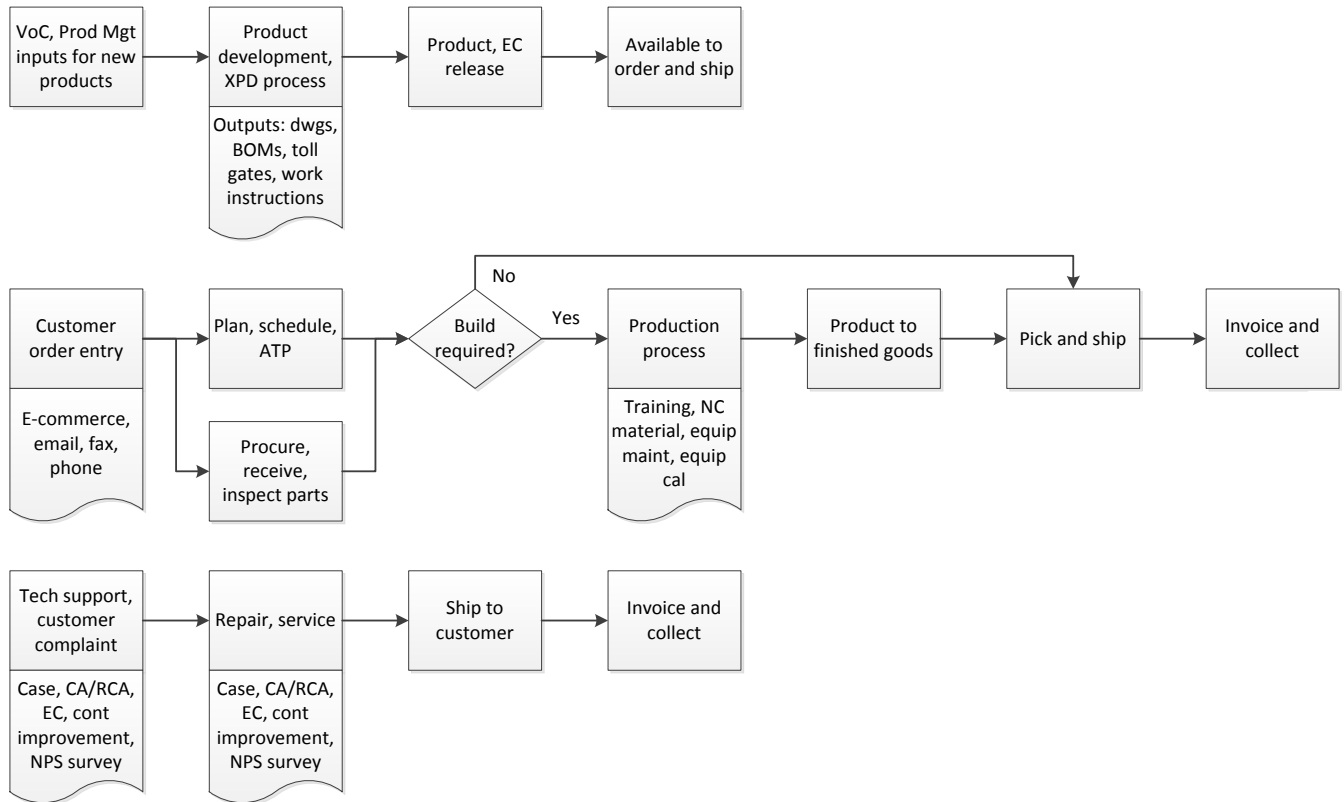 VoC, Prod Mgt
inputs for new
products
Product
development,
XPD process
Product, EC
release
Available to
order and ship
Outputs: dwgs,
BOMs, toll
gates, work
instructions
No
Customer
order entry
Plan, schedule,
ATP
Build
required?
Yes
Production
process
Product to
finished goods
Pick and ship
Invoice and
collect
E-commerce,
email, fax,
phone
Procure,
receive,
inspect parts
Training, NC
material, equip
maint, equip
cal
Tech support,
customer
complaint
Repair, service
Ship to
customer
Invoice and
collect
Case, CA/RCA,
EC, cont
improvement,
NPS survey
Case, CA/RCA,
EC, cont
improvement,
NPS survey